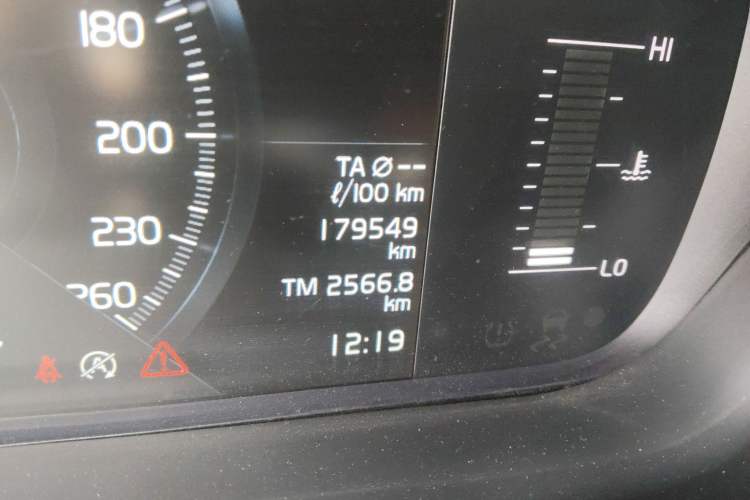 180
200
230
260
TA Ø--
ℓ/100 km
179549
km
TM 2566.8
km
12:19
HI
LO
A